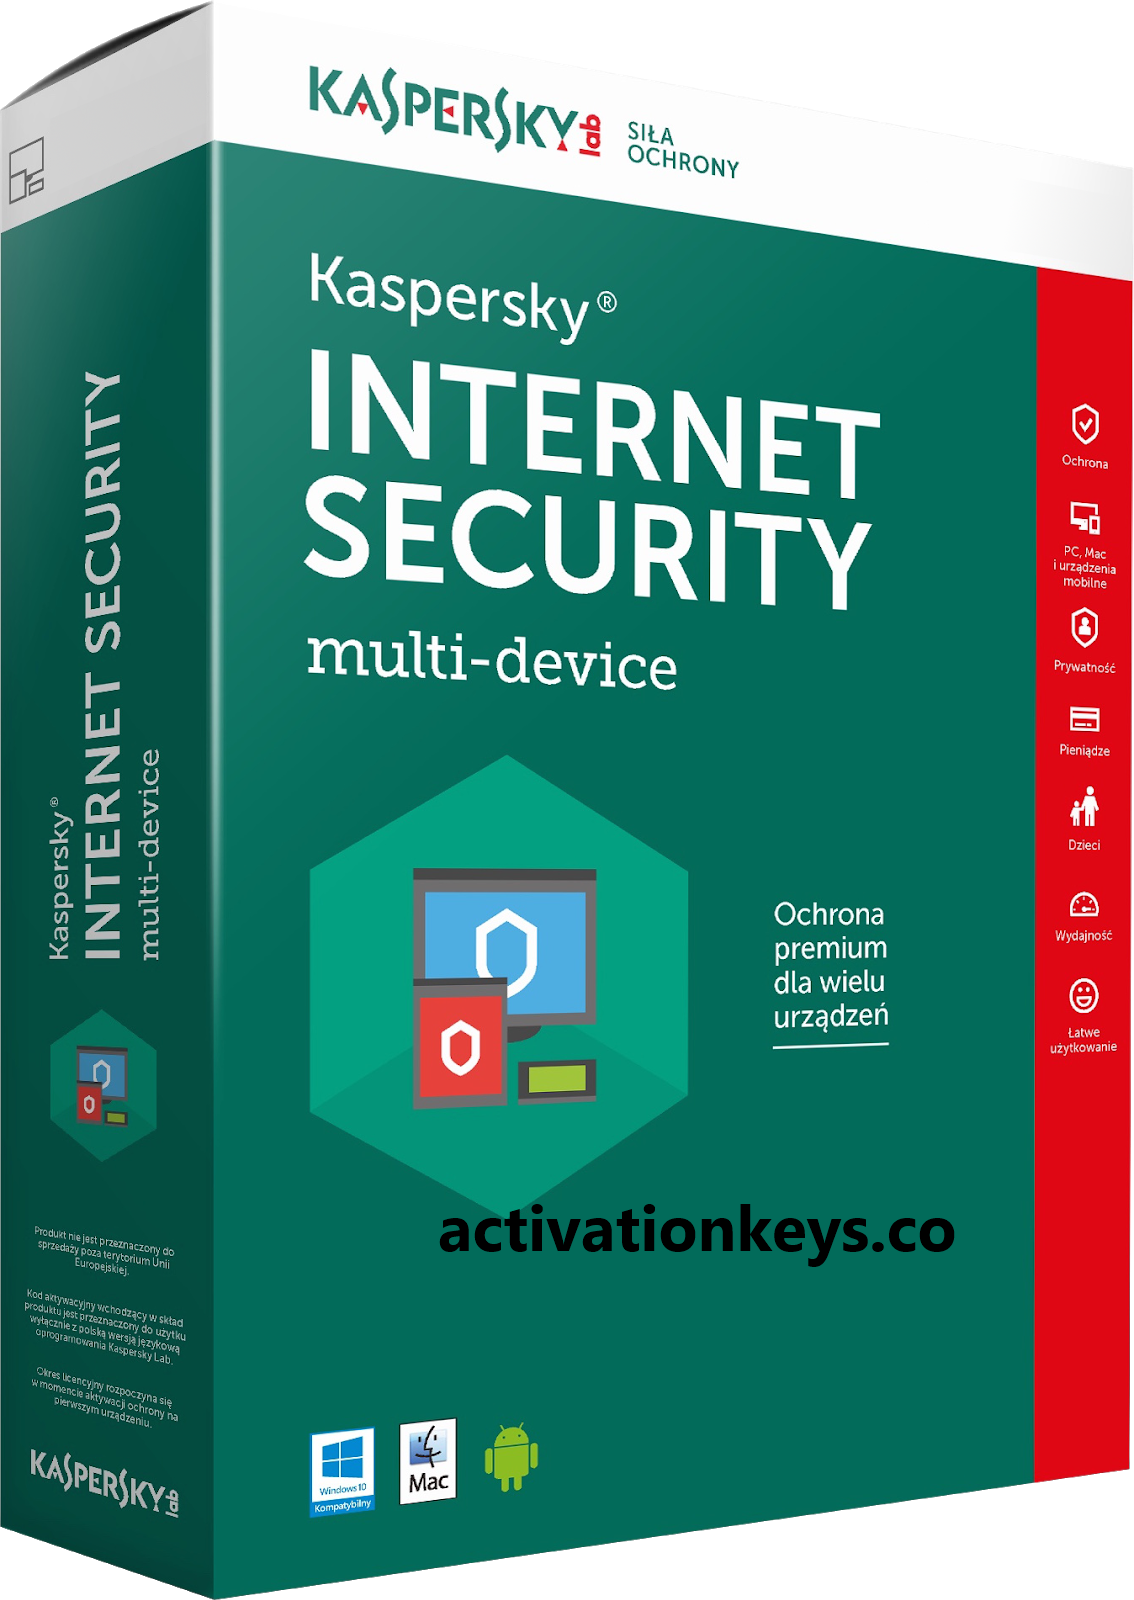 KASPERSKY lab
SIŁA
OCHRONY
Kaspersky®
INTERNET
SECURITY
multi-device
Ochrona
premium
dla wielu
urządzeń
activationkeys.co
Windows 10
Kompatybilny
Mac
Ochrona
PC, Mac
i urządzenia
mobilne
Prywatność
Pieniądze
Dzieci
Wydajność
Łatwe
użytkowanie
Kaspersky®
INTERNET SECURITY
multi-device
Produkt nie jest przeznaczony do
sprzedaży poza terytorium Unii
Europejskiej.
Kod aktywacyjny wchodzący w skład
produktu jest przeznaczony do użytku
wyłącznie z polską wersją językową
oprogramowania Kaspersky Lab.
Okres licencyjny rozpoczyna się
w momencie aktywacji ochrony na
pierwszym urządzeniu.
KASPERSKY lab